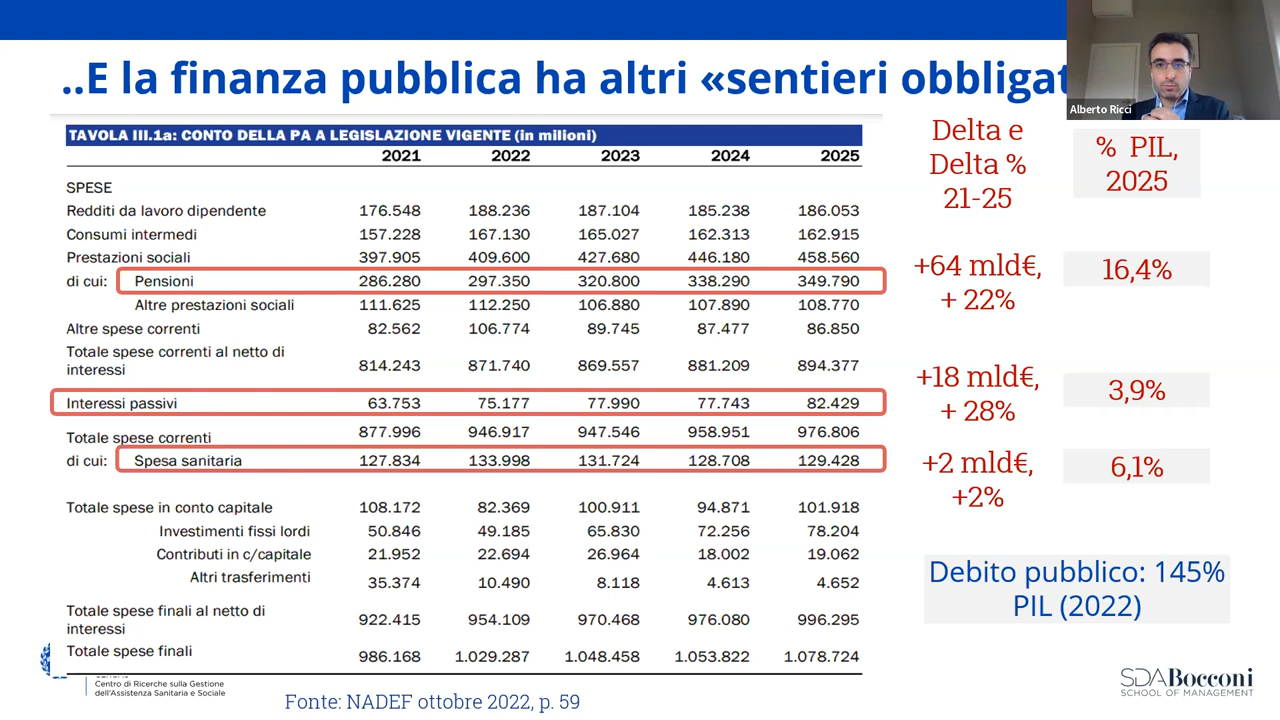 ..E la finanza pubblica ha altri «sentieri obbligat
Alberto Ricci
TAVOLA III.1a: CONTO DELLA PA A LEGISLAZIONE VIGENTE (in milioni)
2021 2022 2023 2024 2025
SPESE
Redditi da lavoro dipendente 176.548 188.236 187.104 185.238 186.053
Consumi intermedi 157.228 167.130 165.027 162.313 162.915
Prestazioni sociali 397.905 409.600 427.680 446.180 458.560
di cui: Pensioni 286.280 297.350 320.800 338.290 349.790
Altre prestazioni sociali 111.625 112.250 106.880 107.890 108.770
Altre spese correnti 82.562 106.774 89.745 87.477 86.850
Totale spese correnti al netto di
interessi 814.243 871.740 869.557 881.209 894.377
Interessi passivi 63.753 75.177 77.990 77.743 82.429
Totale spese correnti 877.996 946.917 947.546 958.951 976.806
di cui: Spesa sanitaria 127.834 133.998 131.724 128.708 129.428
Totale spese in conto capitale 108.172 82.369 100.911 94.871 101.918
Investimenti fissi lordi 50.846 49.185 65.830 72.256 78.204
Contributi in c/capitale 21.952 22.694 26.964 18.002 19.062
Altri trasferimenti 35.374 10.490 8.118 4.613 4.652
Totale spese finali al netto di
interessi 922.415 954.109 970.468 976.080 996.295
Totale spese finali 986.168 1.029.287 1.048.458 1.053.822 1.078.724
Delta e
Delta %
21-25
% PIL,
2025
+64 mld€,
+ 22%
16,4%
+18 mld€,
+ 28%
3,9%
+2 mld€,
+2%
6,1%
Debito pubblico: 145%
PIL (2022)
Centro di Ricerche sulla Gestione
dell'Assistenza Sanitaria e Sociale
Fonte: NADEF ottobre 2022, p. 59
SDA Bocconi
SCHOOL OF MANAGEMENT